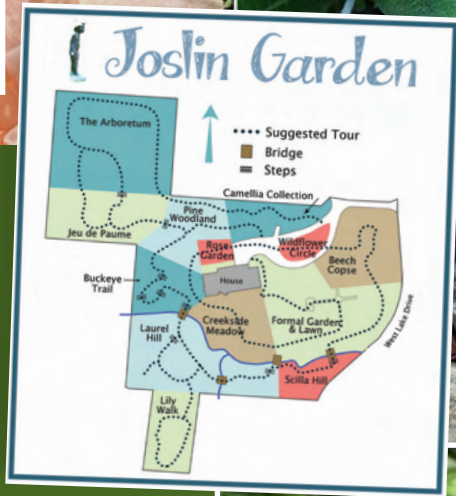 Joslin Garden
Suggested Tour
Bridge
Steps
The Arboretum
Camellia Collection
Pine
Woodland
Jeu de Paume
Rose
Garden
Wildflower
Circle
Beech
Copse
Buckeye
Trail
House
Creekside
Meadow
Formal Garden
& Lawn
West Lake Drive
Laurel
Hill
Scilla Hill
Lily
Walk